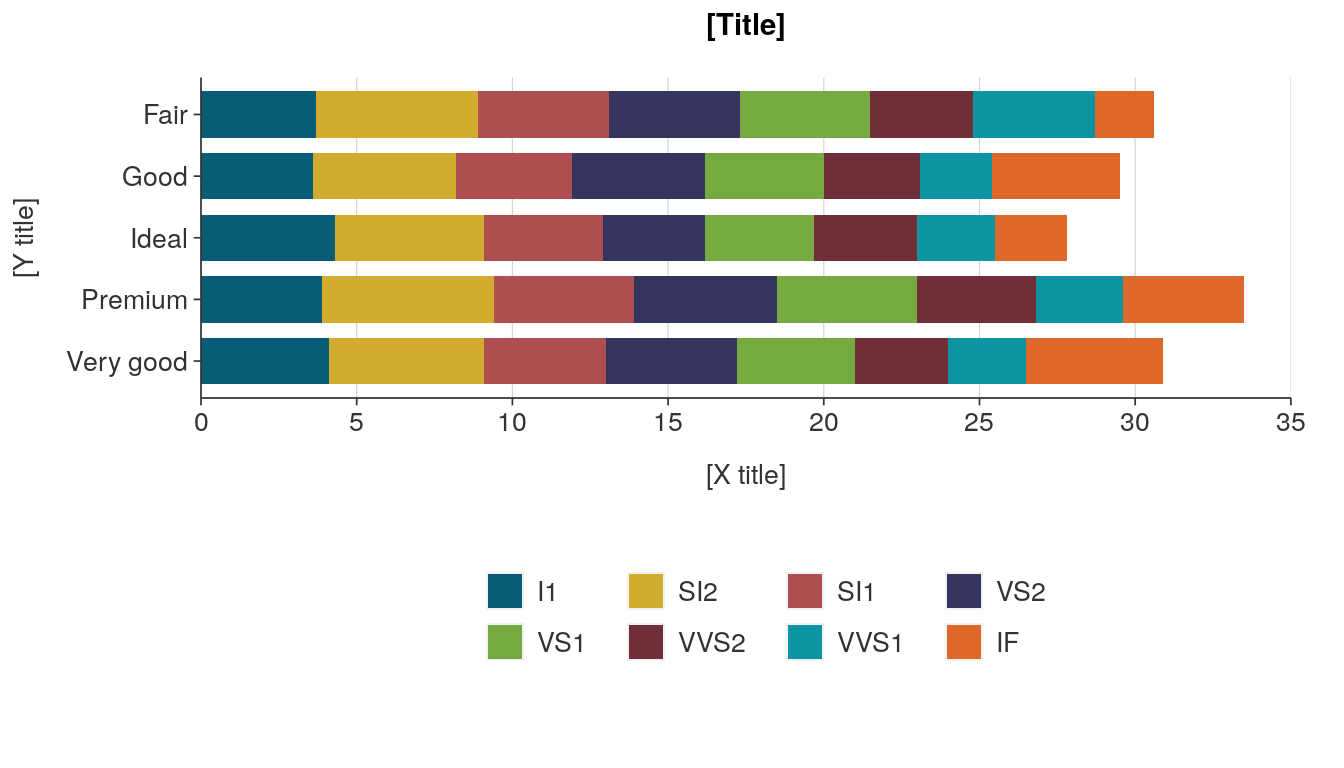 [Title]
Fair
Good
Ideal
Premium
Very good
[Y title]
0 5 10 15 20 25 30 35
[X title]
I1 SI2 SI1 VS2
VS1 VVS2 VVS1 IF